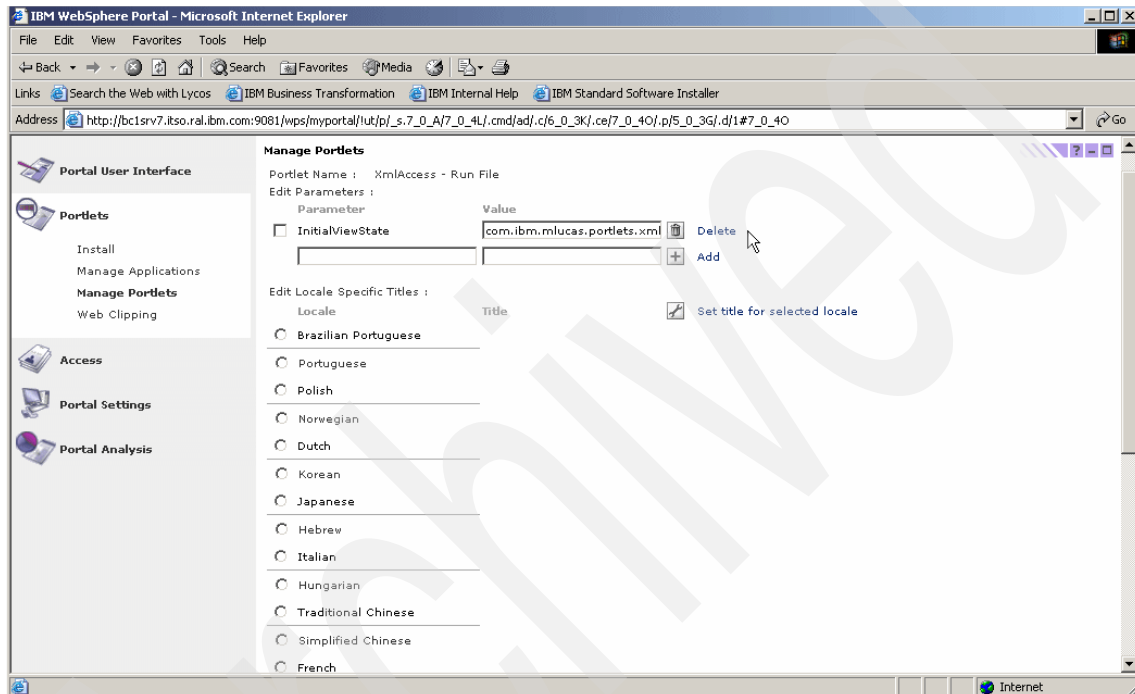 IBM WebSphere Portal - Microsoft Internet Explorer
File Edit View Favorites Tools Help
Back Search Favorites Media
Links Search the Web with Lycos IBM Business Transformation IBM Internal Help IBM Standard Software Installer
Address http://bc1srv7.itso.ral.ibm.com:9081/wps/myportal/!ut/p/_s.7_0_A/7_0_4L/.cmd/ad/.c/6_0_3K/.ce/7_0_4O/.p/5_0_3G/.d/1#7_0_4O Go
Portal User Interface
Portlets
Install
Manage Applications
Manage Portlets
Web Clipping
Access
Portal Settings
Portal Analysis
Manage Portlets
Portlet Name : XmlAccess - Run File
Edit Parameters :
Parameter Value
InitialViewState com.ibm.mlucas.portlets.xml Delete
Add
Edit Locale Specific Titles :
Locale Title Set title for selected locale
Brazilian Portuguese
Portuguese
Polish
Norwegian
Dutch
Korean
Japanese
Hebrew
Italian
Hungarian
Traditional Chinese
Simplified Chinese
French
Internet